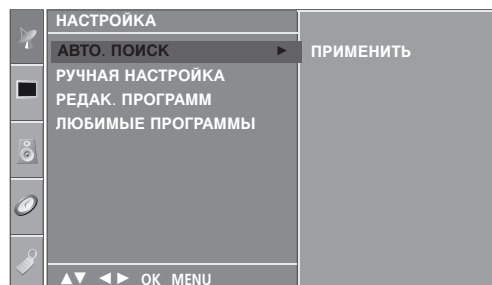 НАСТРОЙКА
АВТО. ПОИСК ► ПРИМЕНИТЬ
РУЧНАЯ НАСТРОЙКА
РЕДАК. ПРОГРАММ
ЛЮБИМЫЕ ПРОГРАММЫ
▲▼ ◄► OK MENU